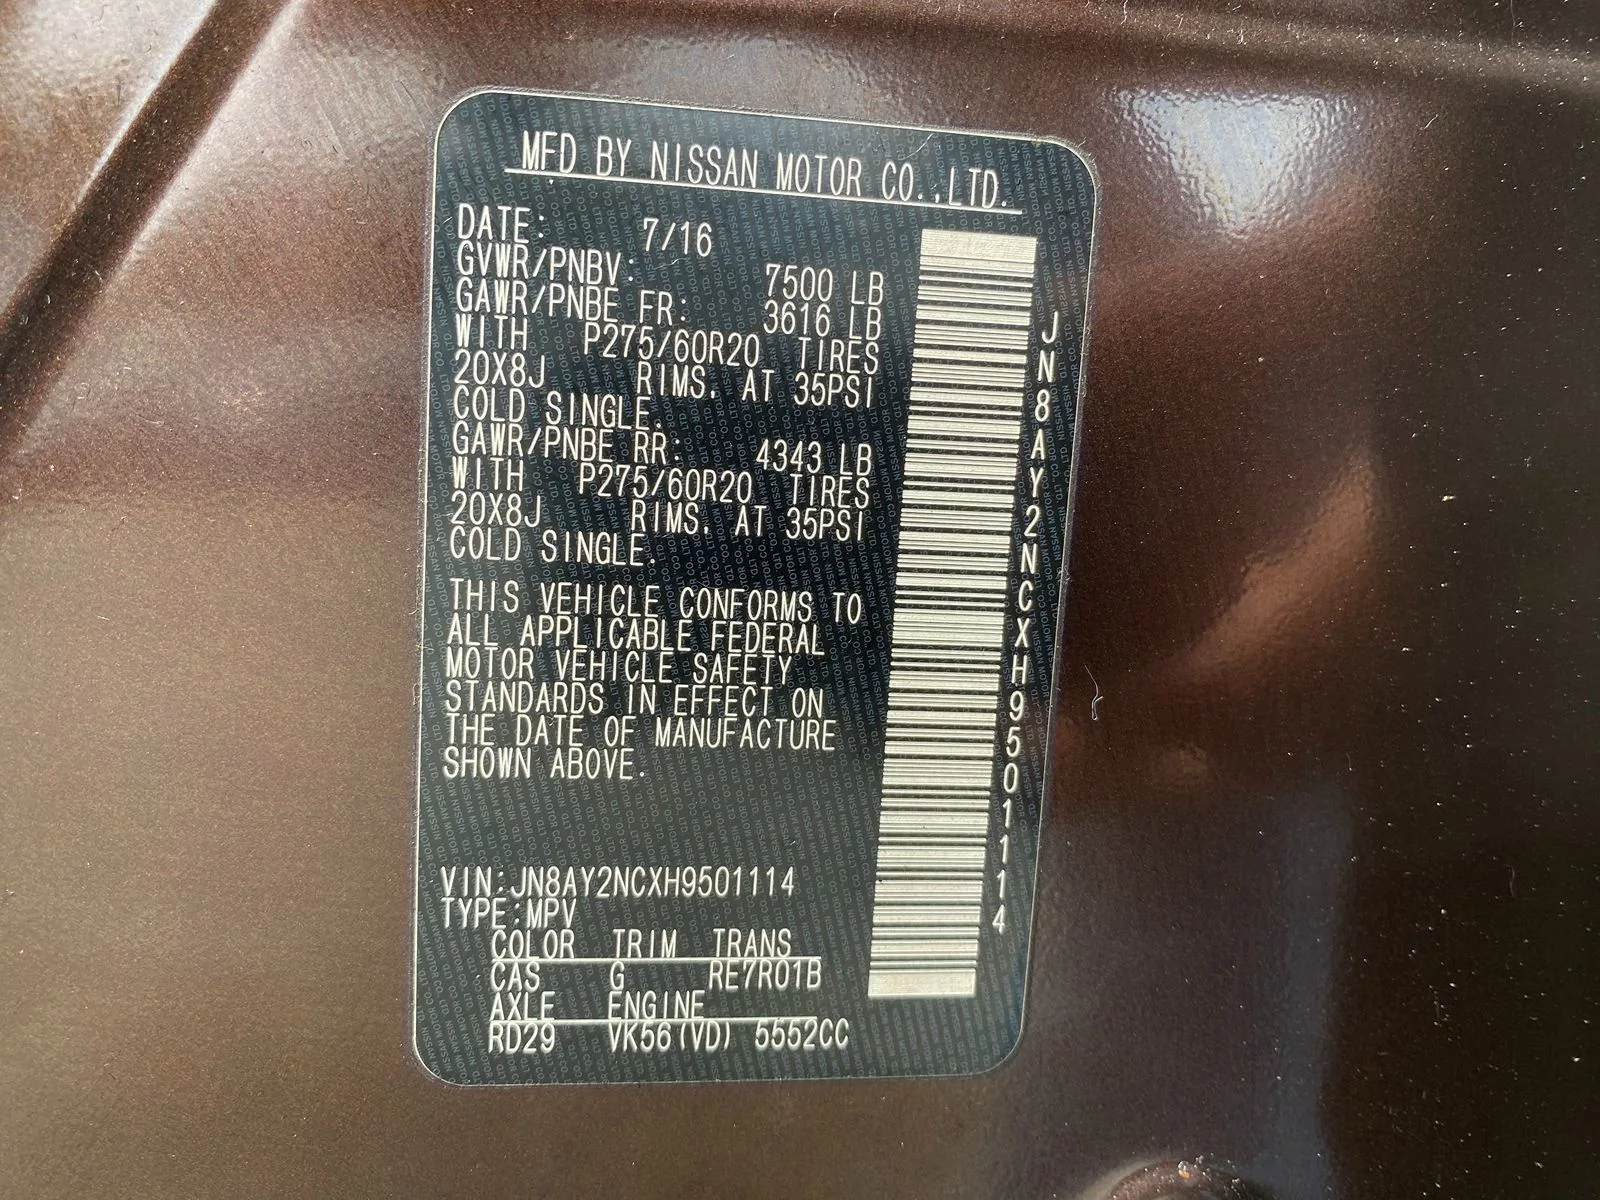 MFD BY NISSAN MOTOR CO.,LTD.
DATE: 7/16
GVWR/PNBV: 7500 LB
GAWR/PNBE FR: 3616 LB
WITH P275/60R20 TIRES
20X8J RIMS. AT 35PSI
COLD SINGLE.
GAWR/PNBE RR: 4343 LB
WITH P275/60R20 TIRES
20X8J RIMS. AT 35PSI
COLD SINGLE.
THIS VEHICLE CONFORMS TO
ALL APPLICABLE FEDERAL
MOTOR VEHICLE SAFETY
STANDARDS IN EFFECT ON
THE DATE OF MANUFACTURE
SHOWN ABOVE.
VIN:JN8AY2NCXH9501114
TYPE:MPV
COLOR TRIM TRANS
CAS G RE7R01B
AXLE ENGINE
RD29 VK56(VD) 5552CC
JN8AY2NCXH9501114